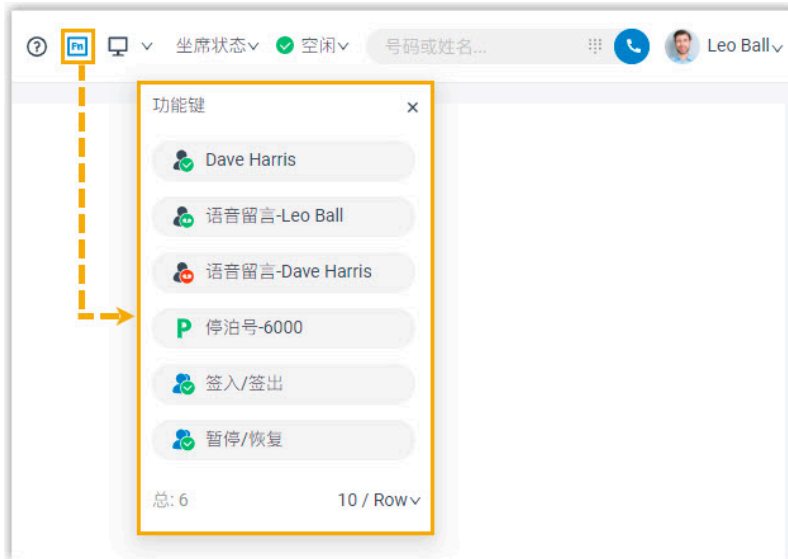 Fn 坐席状态 空闲 号码或姓名... Leo Ball
功能键
Dave Harris
语音留言-Leo Ball
语音留言-Dave Harris
P 停泊号-6000
签入/签出
暂停/恢复
总: 6 10 / Row